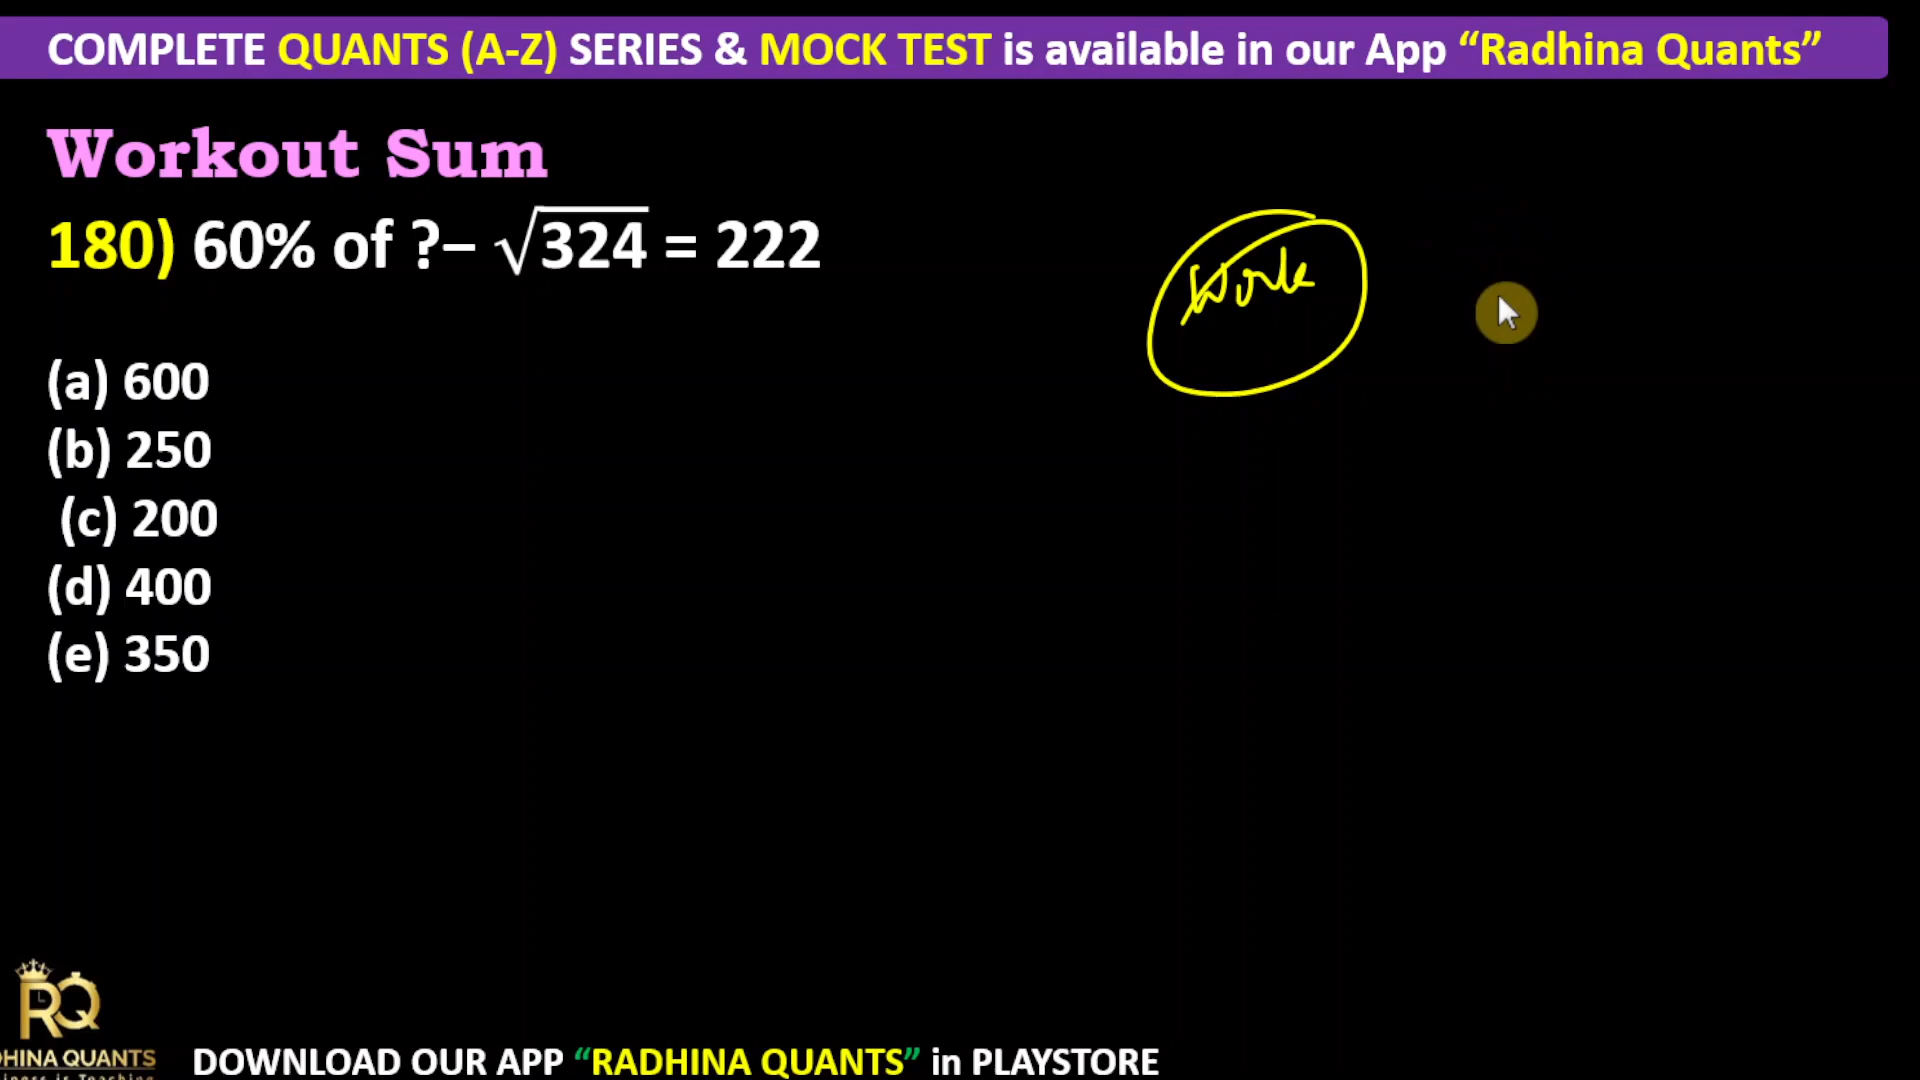 COMPLETE QUANTS (A-Z) SERIES & MOCK TEST is available in our App “Radhina Quants”
Workout Sum
180) 60% of ?– √324 = 222
Work
(a) 600
(b) 250
(c) 200
(d) 400
(e) 350
RQ
HINA QUANTS
DOWNLOAD OUR APP “RADHINA QUANTS” in PLAYSTORE